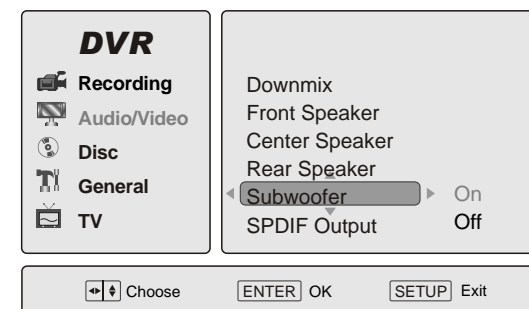 DVR
Recording
Audio/Video
Disc
General
TV
Downmix
Front Speaker
Center Speaker
Rear Speaker
Subwoofer On
SPDIF Output Off
Choose ENTER OK SETUP Exit